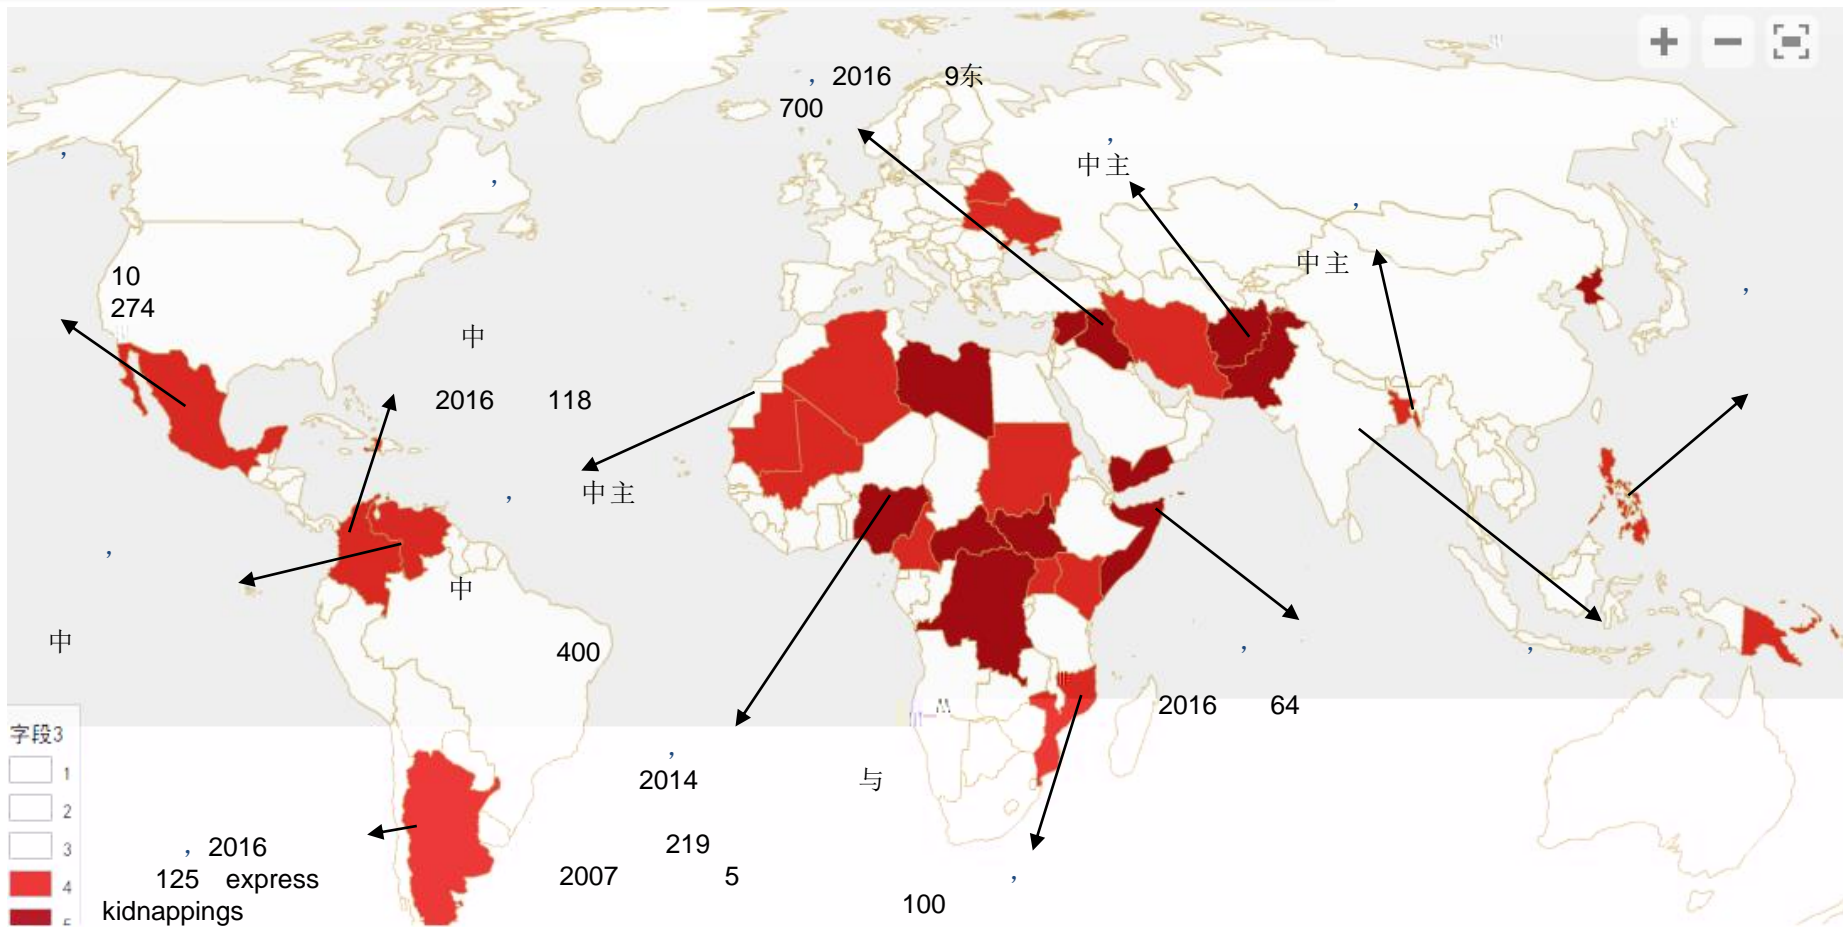 , 2016 9东
700
,
中主
,
,
,
中主
10
274
,
中
2016 118
中主
,
,
中
中
400
,
,
2016 64
字段3
1
2
3
4
5
,
2014 与
, 2016
125 express
kidnappings
219
2007 5
,
100